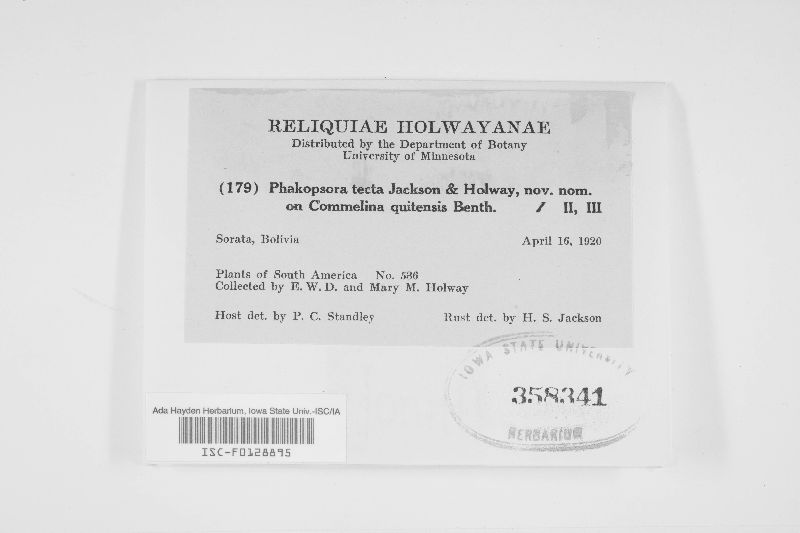 RELIQUIAE HOLWAYANAE
Distributed by the Department of Botany
University of Minnesota
(179) Phakopsora tecta Jackson & Holway, nov. nom.
on Commelina quitensis Benth. / II, III
Sorata, Bolivia April 16, 1920
Plants of South America No. 536
Collected by E. W. D. and Mary M. Holway
Host det. by P. C. Standley Rust det. by H. S. Jackson
IOWA STATE UNIVERSITY
358341
HERBARIUM
Ada Hayden Herbarium, Iowa State Univ.-ISC/IA
ISC-F0128895